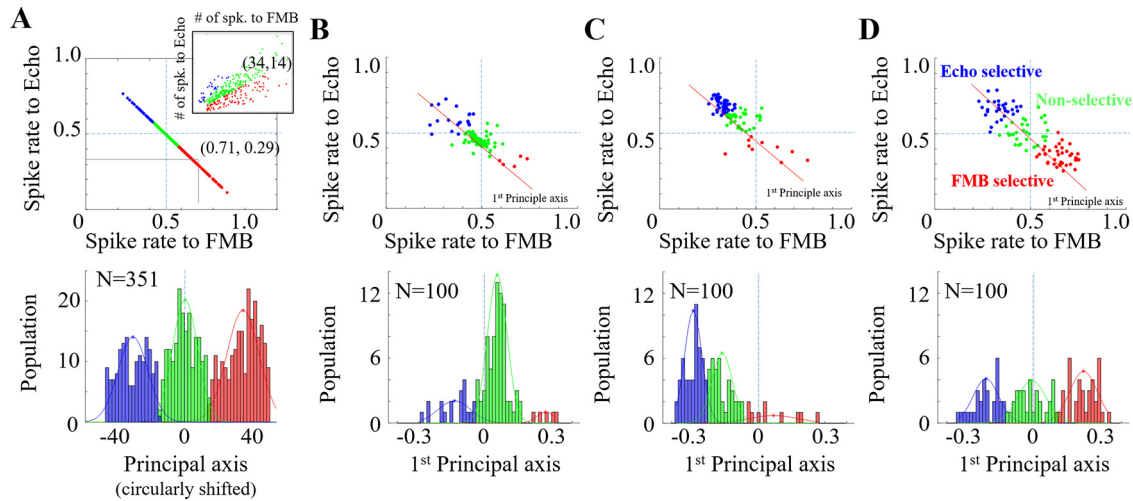 A
# of spk. to FMB
# of spk. to Echo
(34,14)
Spike rate to Echo
1.0
0.5
(0.71, 0.29)
0
0.5
1.0
Spike rate to FMB
B
Spike rate to Echo
1.0
0.5
0
1st Principle axis
0
0.5
1.0
Spike rate to FMB
C
Spike rate to Echo
1.0
0.5
0
1st Principle axis
0
0.5
1.0
Spike rate to FMB
D
Spike rate to Echo
1.0
0.5
0
Echo selective
Non-selective
FMB selective
1st Principle axis
0
0.5
1.0
Spike rate to FMB
N=351
Population
20
10
0
-40
0
40
Principal axis
(circularly shifted)
N=100
Population
12
6
0
-0.3
0
0.3
1st Principal axis
N=100
Population
12
6
0
-0.3
0
0.3
1st Principal axis
N=100
Population
12
6
0
-0.3
0
0.3
1st Principal axis